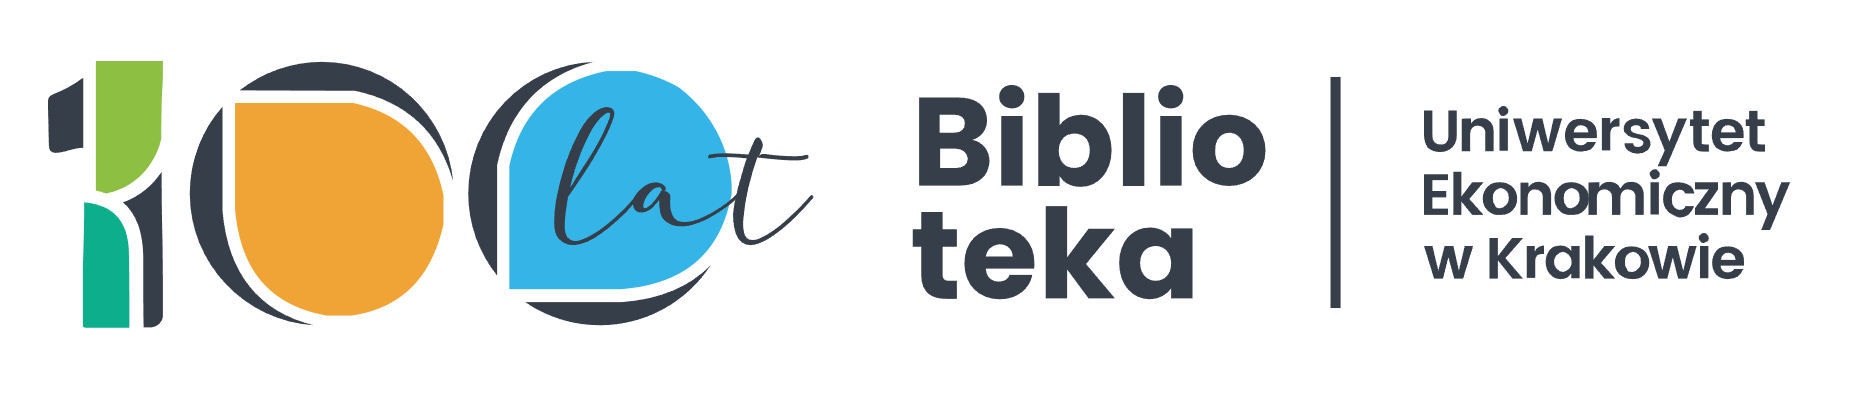 100 lat
Biblio
teka
Uniwersytet
Ekonomiczny
w Krakowie